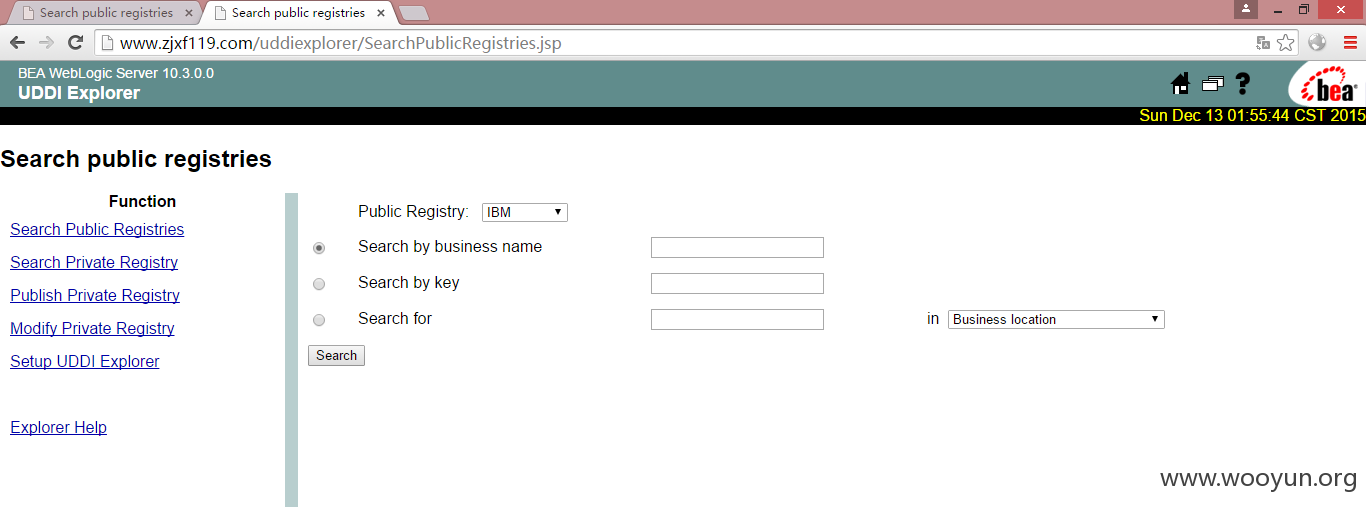 Search public registries
Search public registries
www.zjxf119.com/uddiexplorer/SearchPublicRegistries.jsp
BEA WebLogic Server 10.3.0.0
UDDI Explorer
bea
Sun Dec 13 01:55:44 CST 2015
Search public registries
Function
Search Public Registries
Search Private Registry
Publish Private Registry
Modify Private Registry
Setup UDDI Explorer
Explorer Help
Public Registry: IBM
Search by business name
Search by key
Search for in Business location
Search
www.wooyun.org